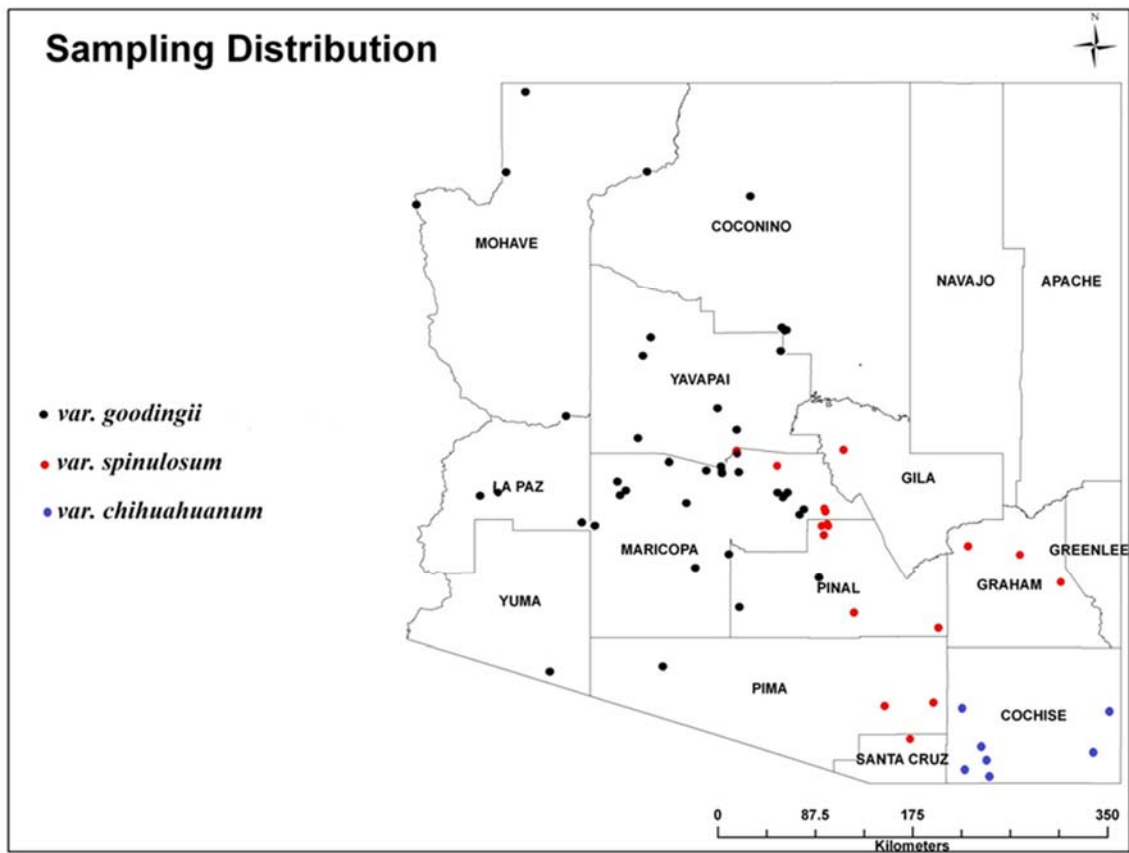 N
Sampling Distribution
COCONINO
MOHAVE
NAVAJO
APACHE
YAVAPAI
var. goodingii
var. spinulosum
GILA
LA PAZ
var. chihuahuanum
MARICOPA
GREENLEE
PINAL
GRAHAM
YUMA
PIMA
COCHISE
SANTA CRUZ
0 87.5 175 350
Kilometers